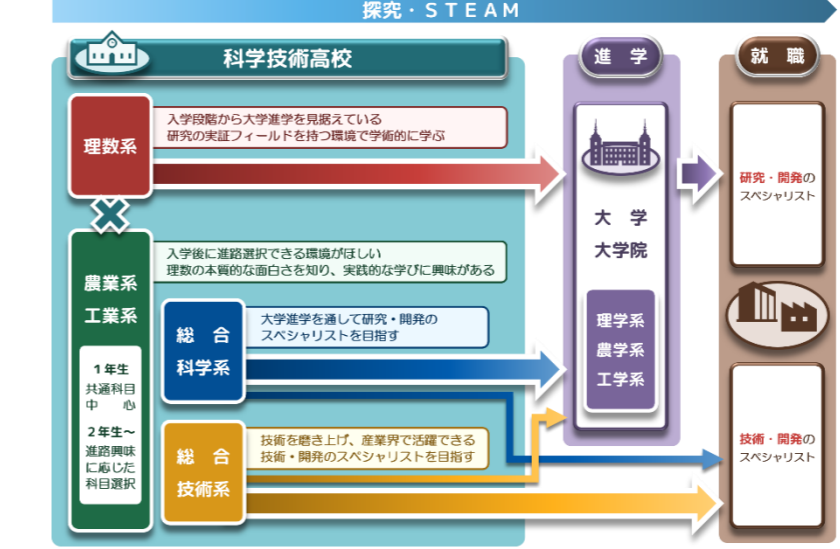 探究・ＳＴＥＡＭ
科学技術高校
進　学
就　職
理数系
入学段階から大学進学を見据えている
研究の実証フィールドを持つ環境で学術的に学ぶ
農業系
工業系
1年生
共通科目
中　心
2年生～
進路興味
に応じた
科目選択
入学後に進路選択できる環境がほしい
理数の本質的な面白さを知り、実践的な学びに興味がある
総　合
科学系
大学進学を通して研究・開発の
スペシャリストを目指す
総　合
技術系
技術を磨き上げ、産業界で活躍できる
技術・開発のスペシャリストを目指す
大　学
大学院
理学系
農学系
工学系
研究・開発の
スペシャリスト
技術・開発の
スペシャリスト